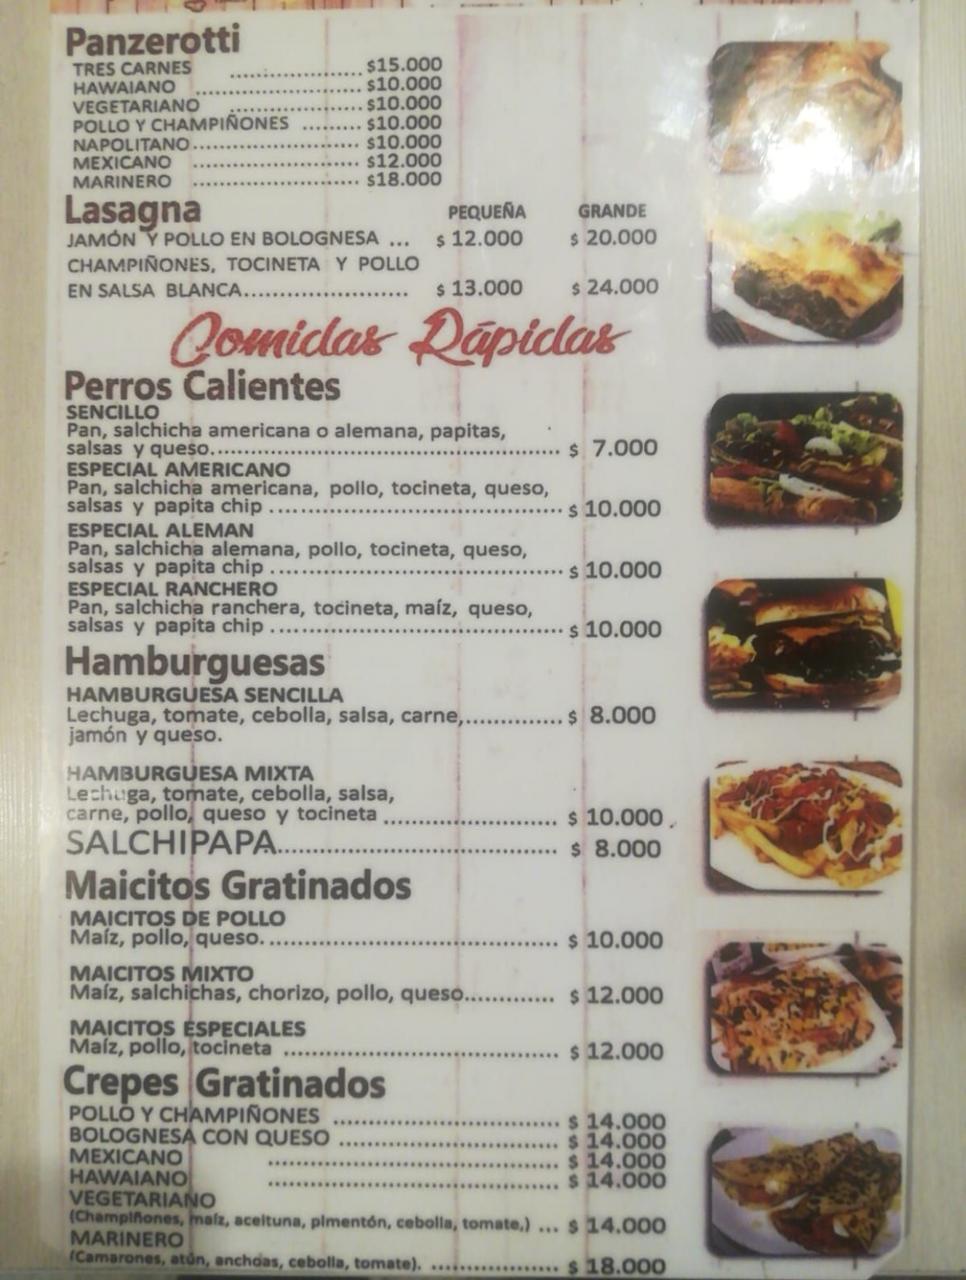 Panzerotti
TRES CARNES ..................... $15.000
HAWAIANO .......................... $10.000
VEGETARIANO ..................... $10.000
POLLO Y CHAMPIÑONES ......... $10.000
NAPOLITANO.......................... $10.000
MEXICANO .......................... $12.000
MARINERO .......................... $18.000
Lasagna PEQUEÑA GRANDE
JAMÓN Y POLLO EN BOLOGNESA ... $ 12.000 $ 20.000
CHAMPIÑONES, TOCINETA Y POLLO
EN SALSA BLANCA........................ $ 13.000 $ 24.000
Comidas Rápidas
Perros Calientes
SENCILLO
Pan, salchicha americana o alemana, papitas,
salsas y queso................................................... $ 7.000
ESPECIAL AMERICANO
Pan, salchicha americana, pollo, tocineta, queso,
salsas y papita chip ........................................... $ 10.000
ESPECIAL ALEMAN
Pan, salchicha alemana, pollo, tocineta, queso,
salsas y papita chip ........................................... $ 10.000
ESPECIAL RANCHERO
Pan, salchicha ranchera, tocineta, maíz, queso,
salsas y papita chip ........................................... $ 10.000
Hamburguesas
HAMBURGUESA SENCILLA
Lechuga, tomate, cebolla, salsa, carne,.............. $ 8.000
jamón y queso.
HAMBURGUESA MIXTA
Lechuga, tomate, cebolla, salsa,
carne, pollo, queso y tocineta ......................... $ 10.000
SALCHIPAPA......................................... $ 8.000
Maicitos Gratinados
MAICITOS DE POLLO
Maíz, pollo, queso........................................... $ 10.000
MAICITOS MIXTO
Maíz, salchichas, chorizo, pollo, queso............. $ 12.000
MAICITOS ESPECIALES
Maíz, pollo, tocineta ........................................ $ 12.000
Crepes Gratinados
POLLO Y CHAMPIÑONES ................................. $ 14.000
BOLOGNESA CON QUESO ................................ $ 14.000
MEXICANO .......................................... $ 14.000
HAWAIANO .......................................... $ 14.000
VEGETARIANO
(Champiñones, maíz, aceituna, pimentón, cebolla, tomate,) ... $ 14.000
MARINERO
(Camarones, atún, anchoas, cebolla, tomate). .................. $ 18.000